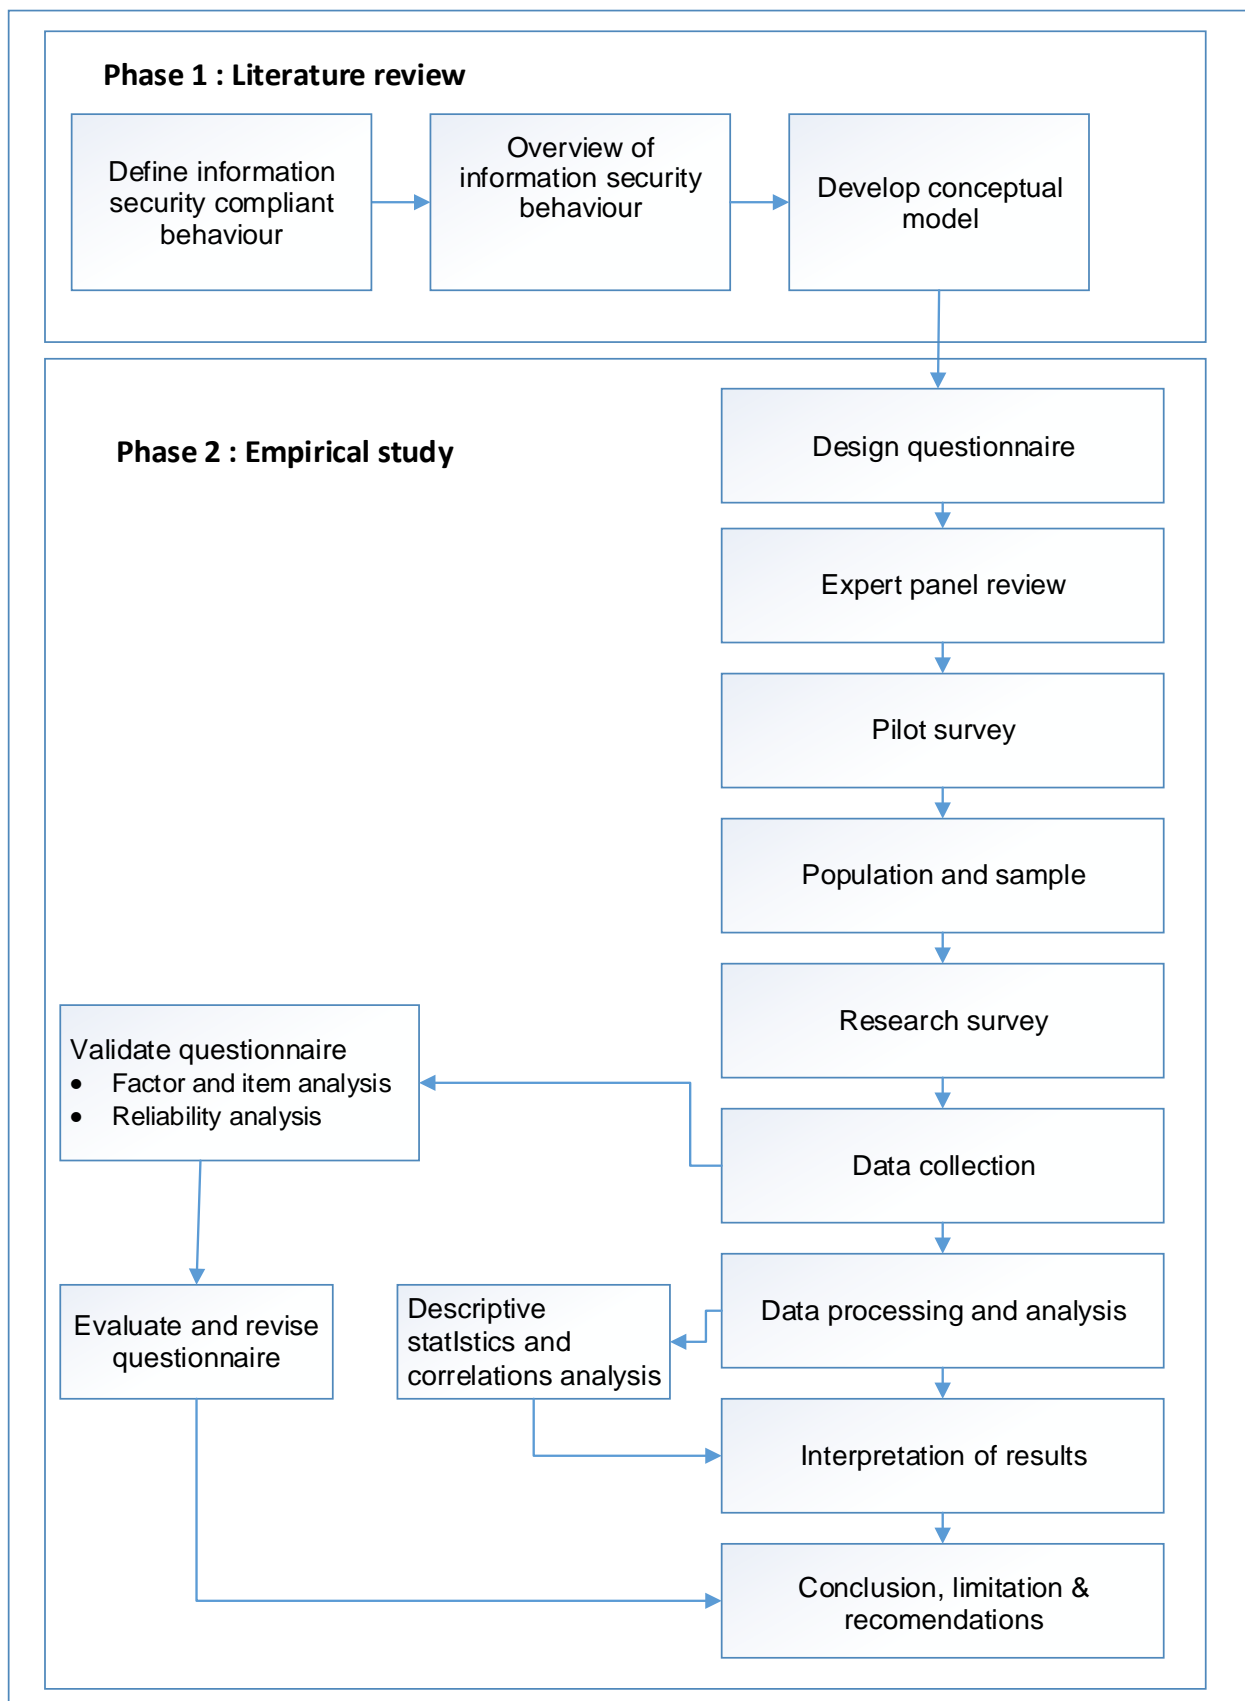 Phase 1 : Literature review
Define information
security compliant
behaviour
Overview of
information security
behaviour
Develop conceptual
model
Phase 2 : Empirical study
Design questionnaire
Expert panel review
Pilot survey
Population and sample
Research survey
Validate questionnaire
• Factor and item analysis
• Reliability analysis
Data collection
Data processing and analysis
Evaluate and revise
questionnaire
Descriptive
statIstics and
correlations analysis
Interpretation of results
Conclusion, limitation &
recomendations